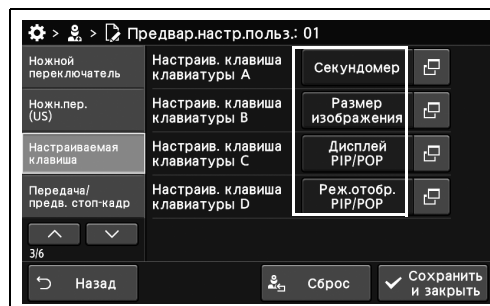 > > Предвар.настр.польз.: 01
Ножной
переключатель
Настраив. клавиша
клавиатуры A
Секундомер
Ножн.пер.
(US)
Настраив. клавиша
клавиатуры B
Размер
изображения
Настраиваемая
клавиша
Настраив. клавиша
клавиатуры C
Дисплей
PIP/POP
Передача/
предв. стоп-кадр
Настраив. клавиша
клавиатуры D
Реж.отобр.
PIP/POP
3/6
Назад
Сброс
Сохранить
и закрыть